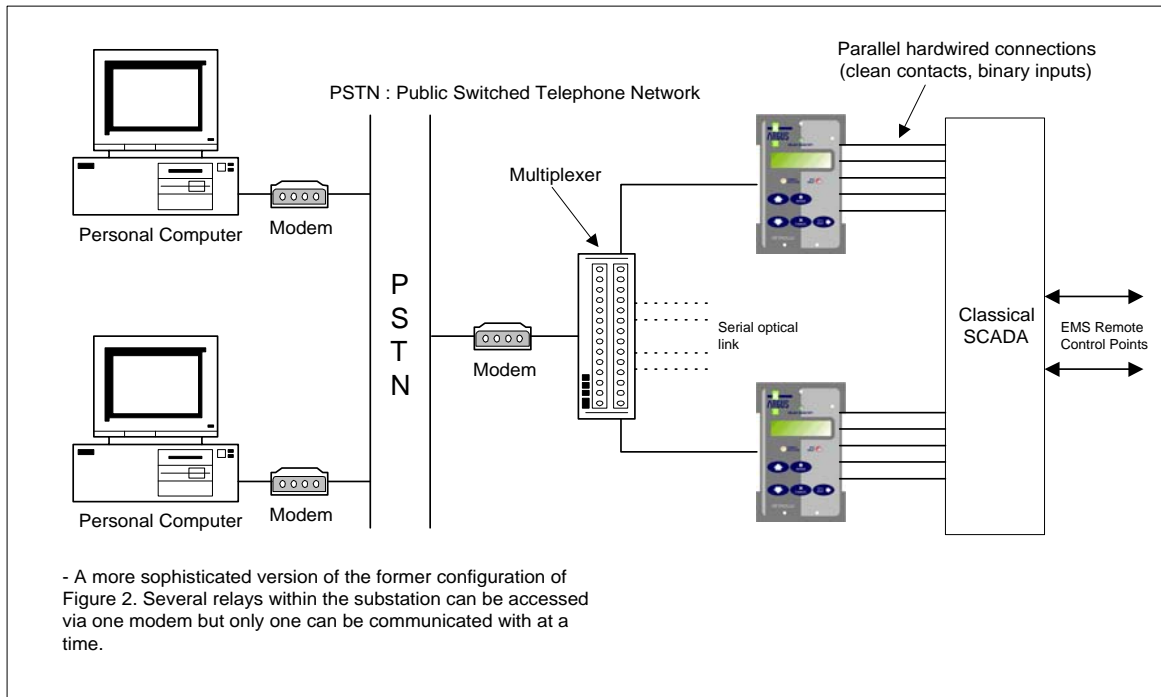 Parallel hardwired connections
(clean contacts, binary inputs)
PSTN : Public Switched Telephone Network
ARGUS
Multiplexer
Personal Computer
Modem
P
S
T
N
Modem
Serial optical
link
Classical
SCADA
EMS Remote
Control Points
ARGUS
Personal Computer
Modem
- A more sophisticated version of the former configuration of
Figure 2. Several relays within the substation can be accessed
via one modem but only one can be communicated with at a
time.